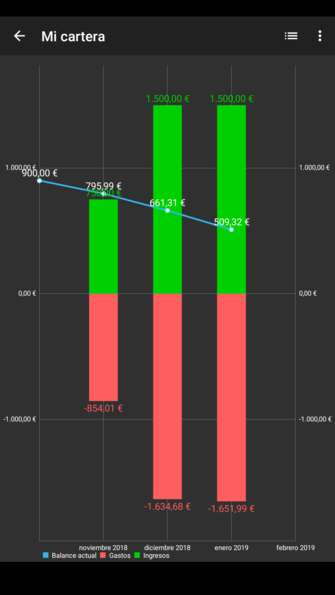 Mi cartera
1.500,00 €
1.500,00 €
1.000,00 €
1.000,00 €
900,00 €
795,99 €
661,31 €
509,32 €
0,00 €
0,00 €
-854,01 €
-1.000,00 €
-1.000,00 €
-1.634,68 €
-1.651,99 €
noviembre 2018
diciembre 2018
enero 2019
febrero 2019
Balance actual
Gastos
Ingresos